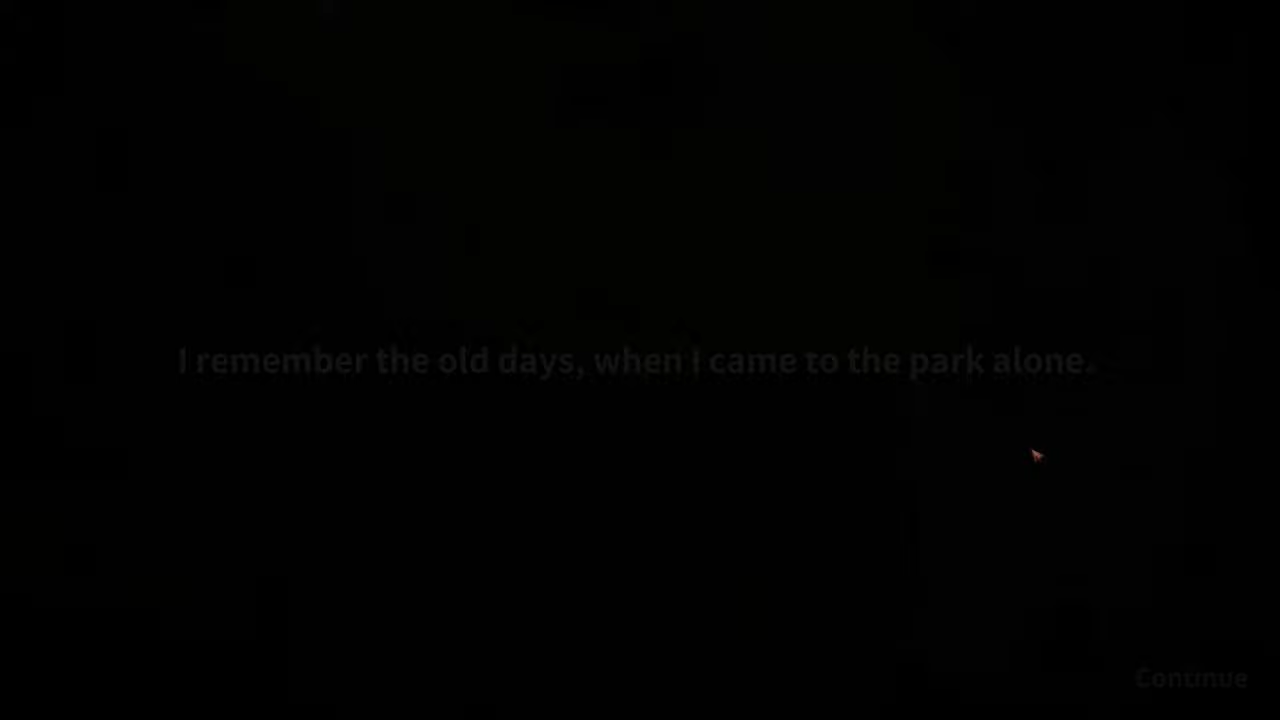 I remember the old days, when I came to the park alone.
Continue